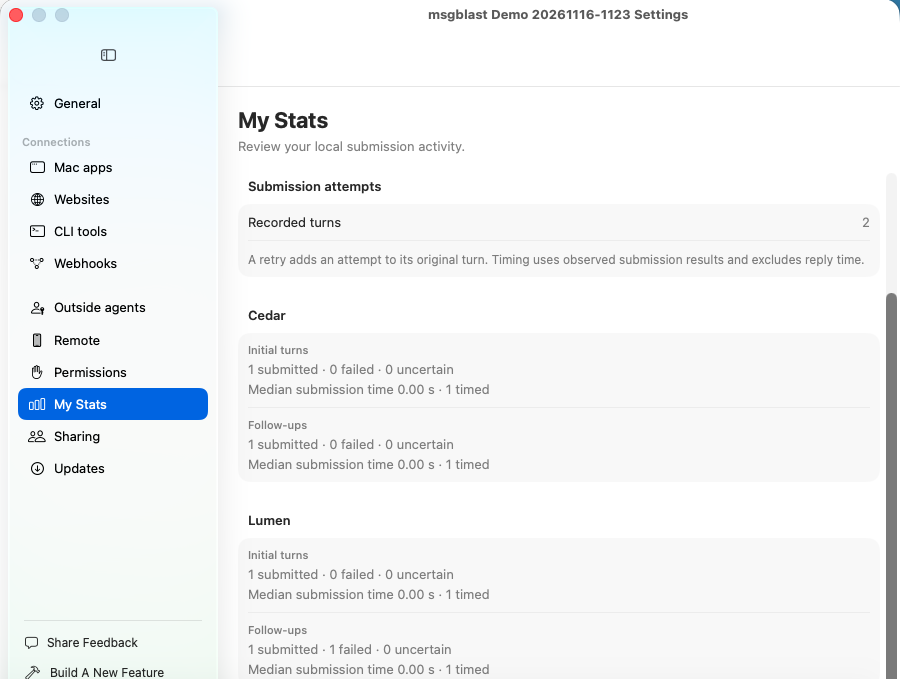 msgblast Demo 20261116-1123 Settings
General
Connections
Mac apps
Websites
CLI tools
Webhooks
Outside agents
Remote
Permissions
My Stats
Sharing
Updates
Share Feedback
Build A New Feature
My Stats
Review your local submission activity.
Submission attempts
Recorded turns 2
A retry adds an attempt to its original turn. Timing uses observed submission results and excludes reply time.
Cedar
Initial turns
1 submitted · 0 failed · 0 uncertain
Median submission time 0.00 s · 1 timed
Follow-ups
1 submitted · 0 failed · 0 uncertain
Median submission time 0.00 s · 1 timed
Lumen
Initial turns
1 submitted · 0 failed · 0 uncertain
Median submission time 0.00 s · 1 timed
Follow-ups
1 submitted · 1 failed · 0 uncertain
Median submission time 0.00 s · 1 timed